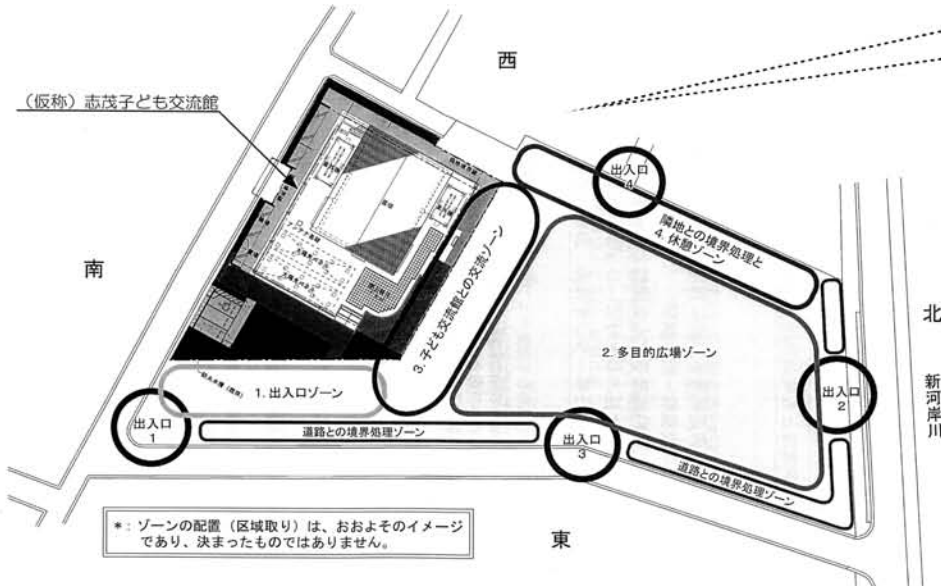 西
(仮称)志茂子ども交流館
南
北
新河岸川
東
出入口
4
隣地との境界処理と
4. 休憩ゾーン
3. 子ども交流館との交流ゾーン
2. 多目的広場ゾーン
1. 出入口ゾーン
出入口
1
道路との境界処理ゾーン
出入口
3
出入口
2
道路との境界処理ゾーン
*:ゾーンの配置(区域取り)は、おおよそのイメージ
であり、決まったものではありません。